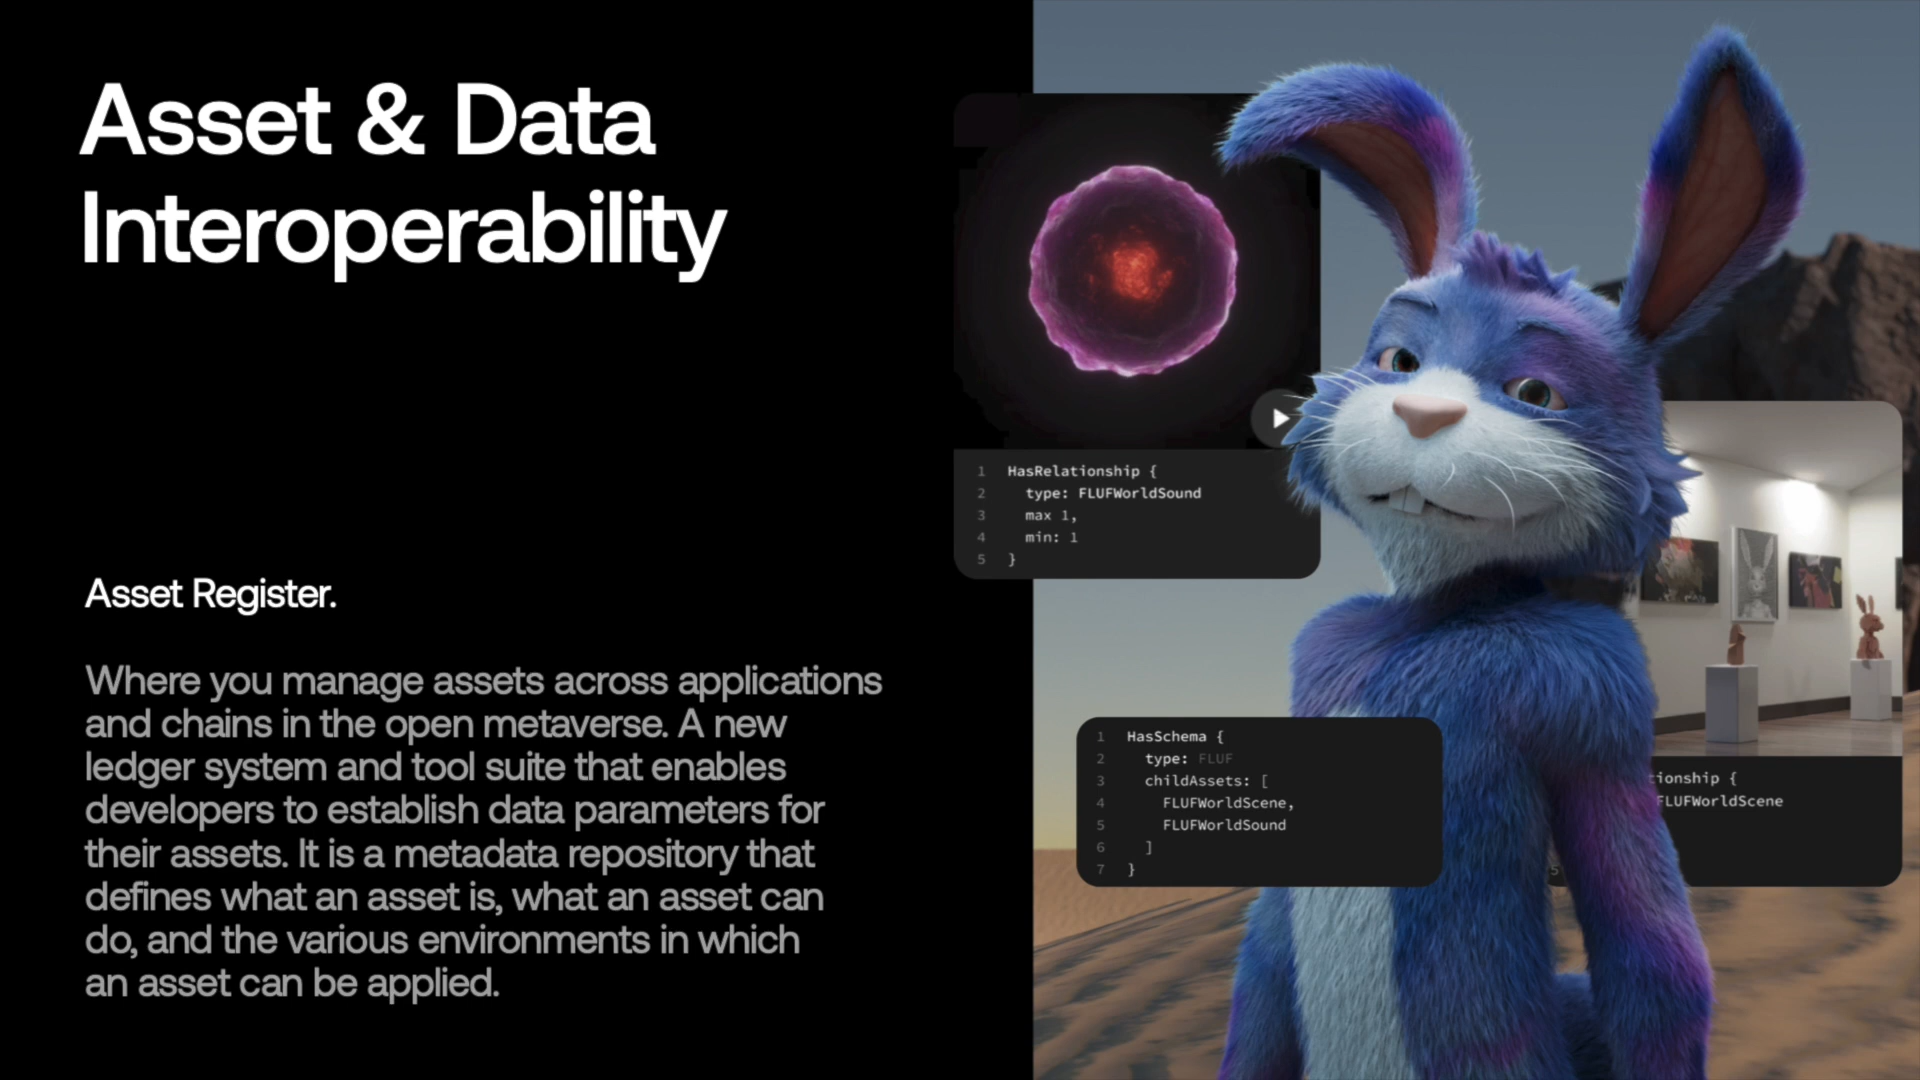 Asset & Data
Interoperability
Asset Register.
Where you manage assets across applications
and chains in the open metaverse. A new
ledger system and tool suite that enables
developers to establish data parameters for
their assets. It is a metadata repository that
defines what an asset is, what an asset can
do, and the various environments in which
an asset can be applied.
1 HasRelationship {
2 type: FLUFWorldSound
3 max 1,
4 min: 1
5 }
1 HasSchema {
2 type: FLUF
3 childAssets: [
4 FLUFWorldScene,
5 FLUFWorldSound
6 ]
7 }
tionship {
FLUFWorldScene
5